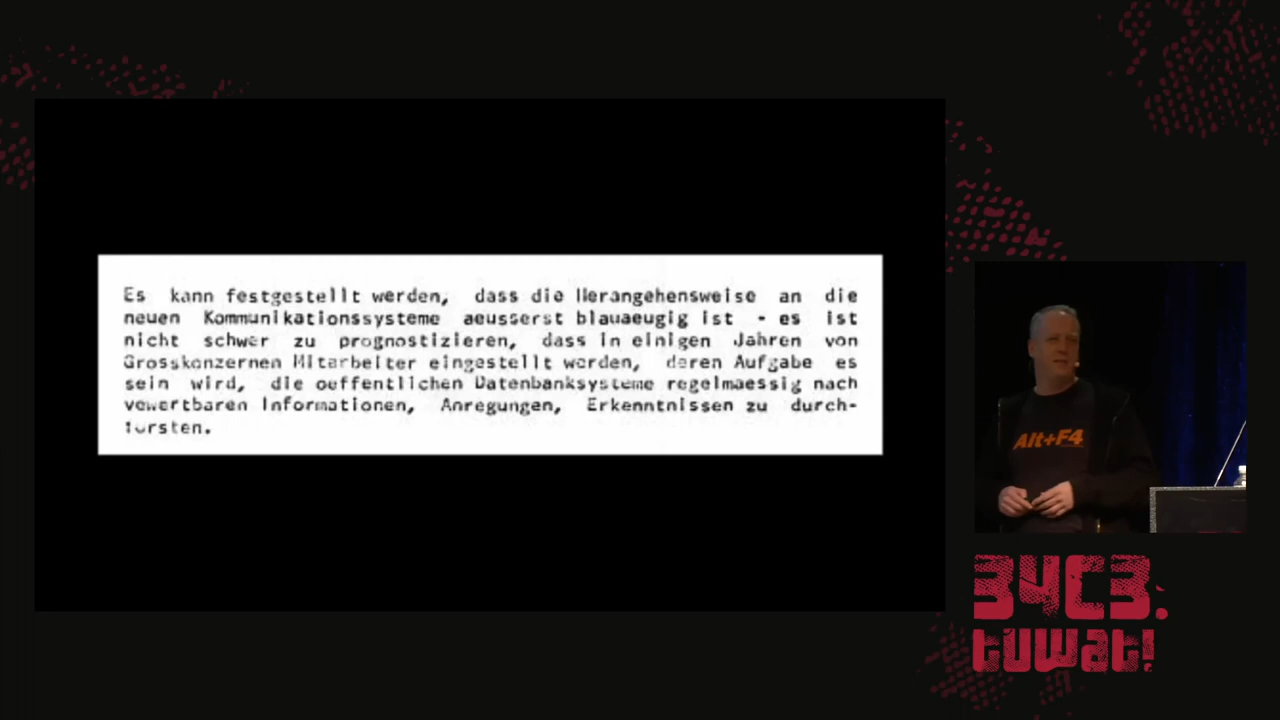 Es kann festgestellt werden, dass die Herangehensweise an die
neuen Kommunikationssysteme aeusserst blauaeugig ist - es ist
nicht schwer zu prognostizieren, dass in einigen Jahren von
Grosskonzernen Mitarbeiter eingestellt werden, deren Aufgabe es
sein wird, die oeffentlichen Datenbanksysteme regelmaessig nach
vewertbaren Informationen, Anregungen, Erkenntnissen zu durch-
forsten.
Alt+F4
34C3.
tuwat!